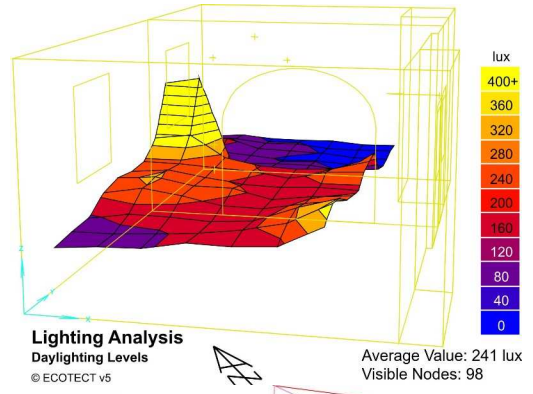 lux
400+
360
320
280
240
200
160
120
80
40
0
Z
Y
X
Lighting Analysis
Daylighting Levels
© ECOTECT v5
N
Average Value: 241 lux
Visible Nodes: 98